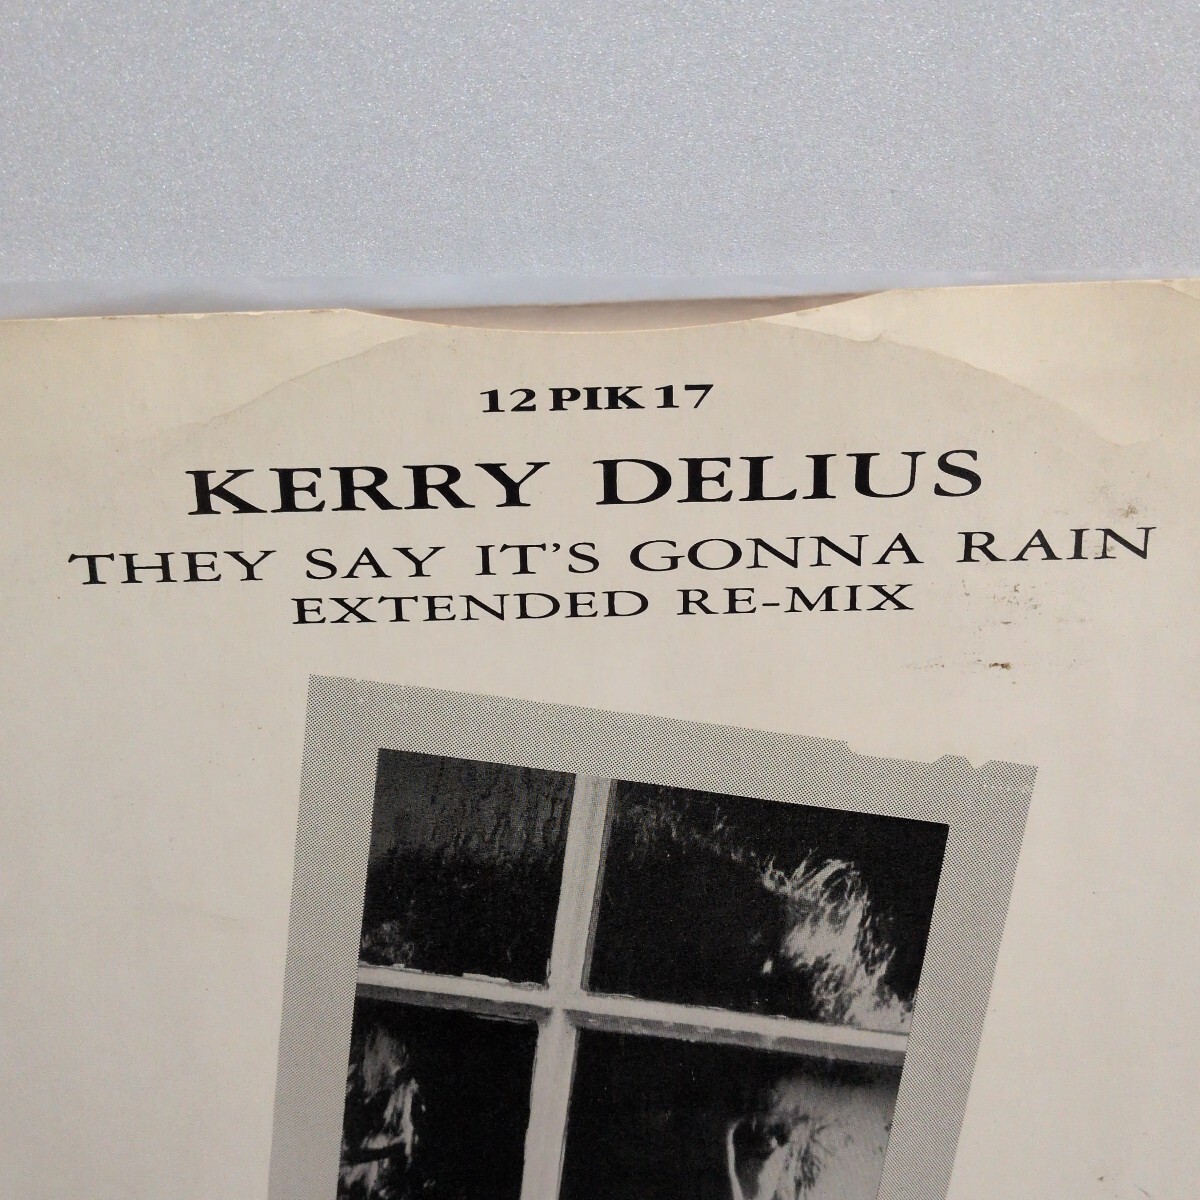 12 PIK 17
KERRY DELIUS
THEY SAY IT'S GONNA RAIN
EXTENDED RE-MIX